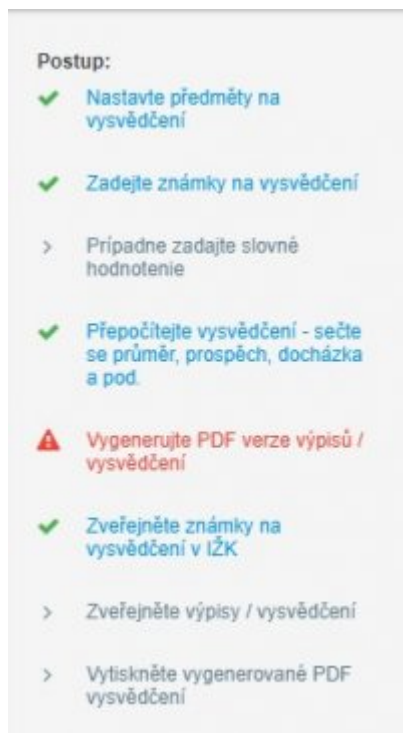 Postup:
Nastavte předměty na
vysvědčení
Zadejte známky na vysvědčení
Prípadne zadajte slovné
hodnotenie
Přepočítejte vysvědčení - sečte
se průměr, prospěch, docházka
a pod.
Vygenerujte PDF verze výpisů /
vysvědčení
Zveřejněte známky na
vysvědčení v IŽK
Zveřejněte výpisy / vysvědčení
Vytiskněte vygenerované PDF
vysvědčení